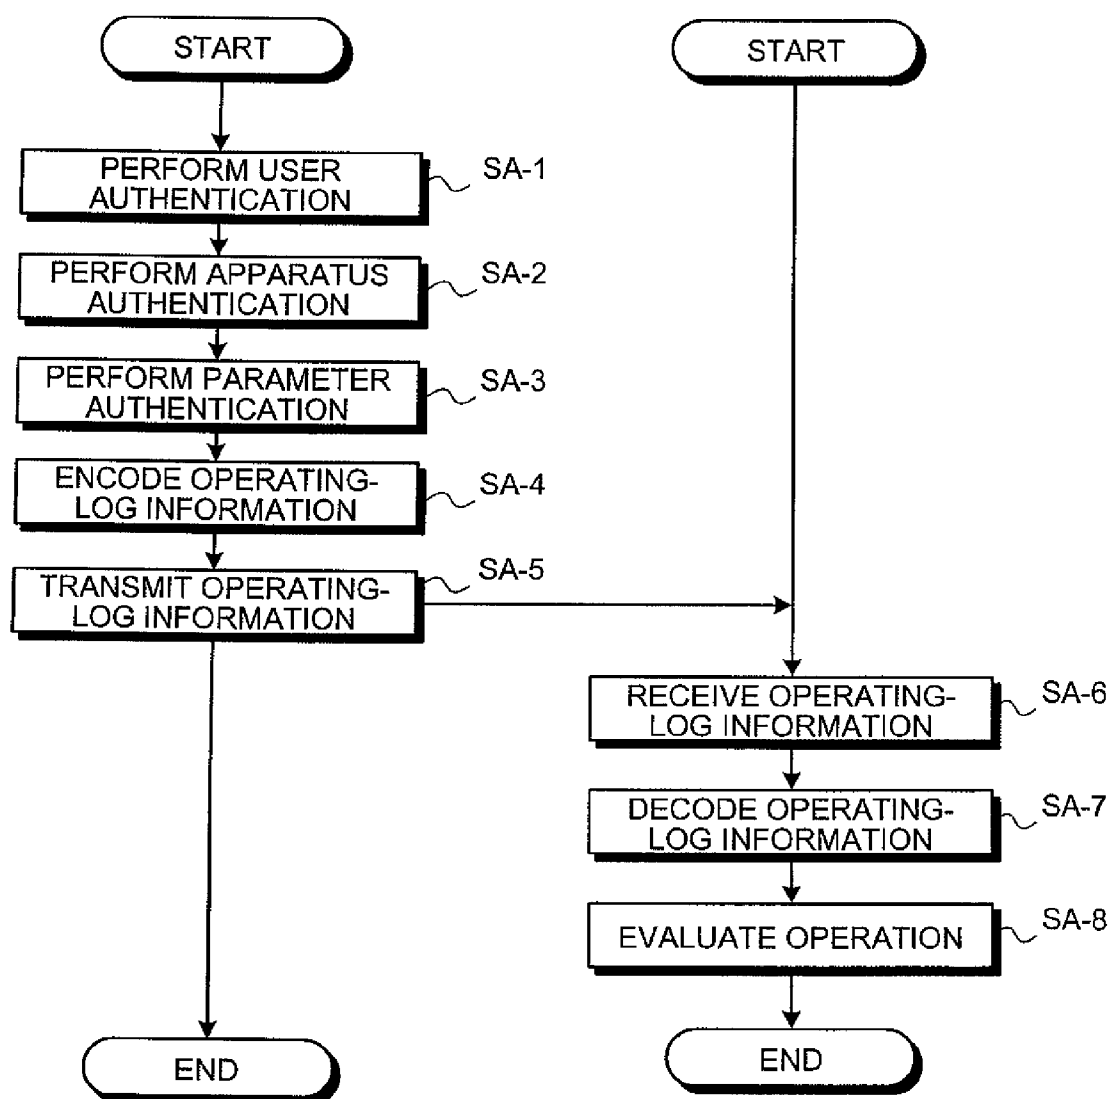 START
PERFORM USER
AUTHENTICATION
SA-1
PERFORM APPARATUS
AUTHENTICATION
SA-2
PERFORM PARAMETER
AUTHENTICATION
SA-3
ENCODE OPERATING-
LOG INFORMATION
SA-4
TRANSMIT OPERATING-
LOG INFORMATION
SA-5
END
START
RECEIVE OPERATING-
LOG INFORMATION
SA-6
DECODE OPERATING-
LOG INFORMATION
SA-7
EVALUATE OPERATION
SA-8
END